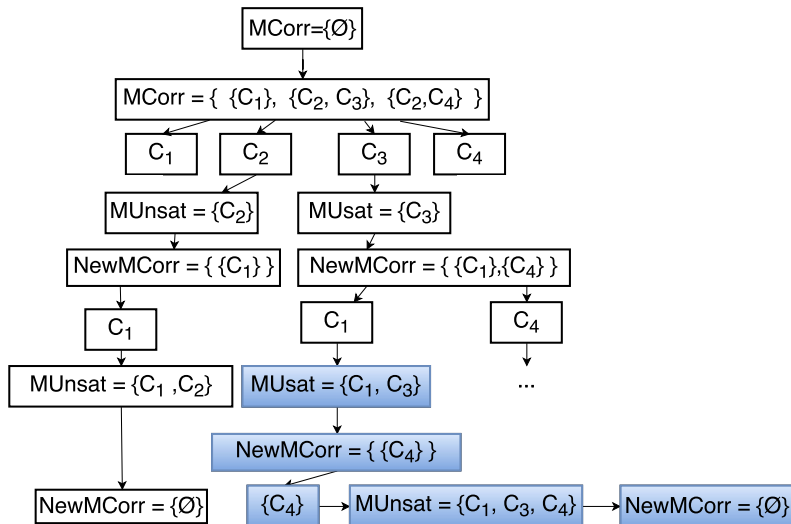 MCorr={Ø}
MCorr = { {C₁}, {C₂, C₃}, {C₂,C₄} }
C₁
C₂
C₃
C₄
MUnsat = {C₂}
MUsat = {C₃}
NewMCorr = { {C₁} }
NewMCorr = { {C₁},{C₄} }
C₁
C₁
C₄
MUnsat = {C₁ ,C₂}
MUsat = {C₁, C₃}
...
NewMCorr = { {C₄} }
NewMCorr = {Ø}
{C₄}
MUnsat = {C₁, C₃, C₄}
NewMCorr = {Ø}